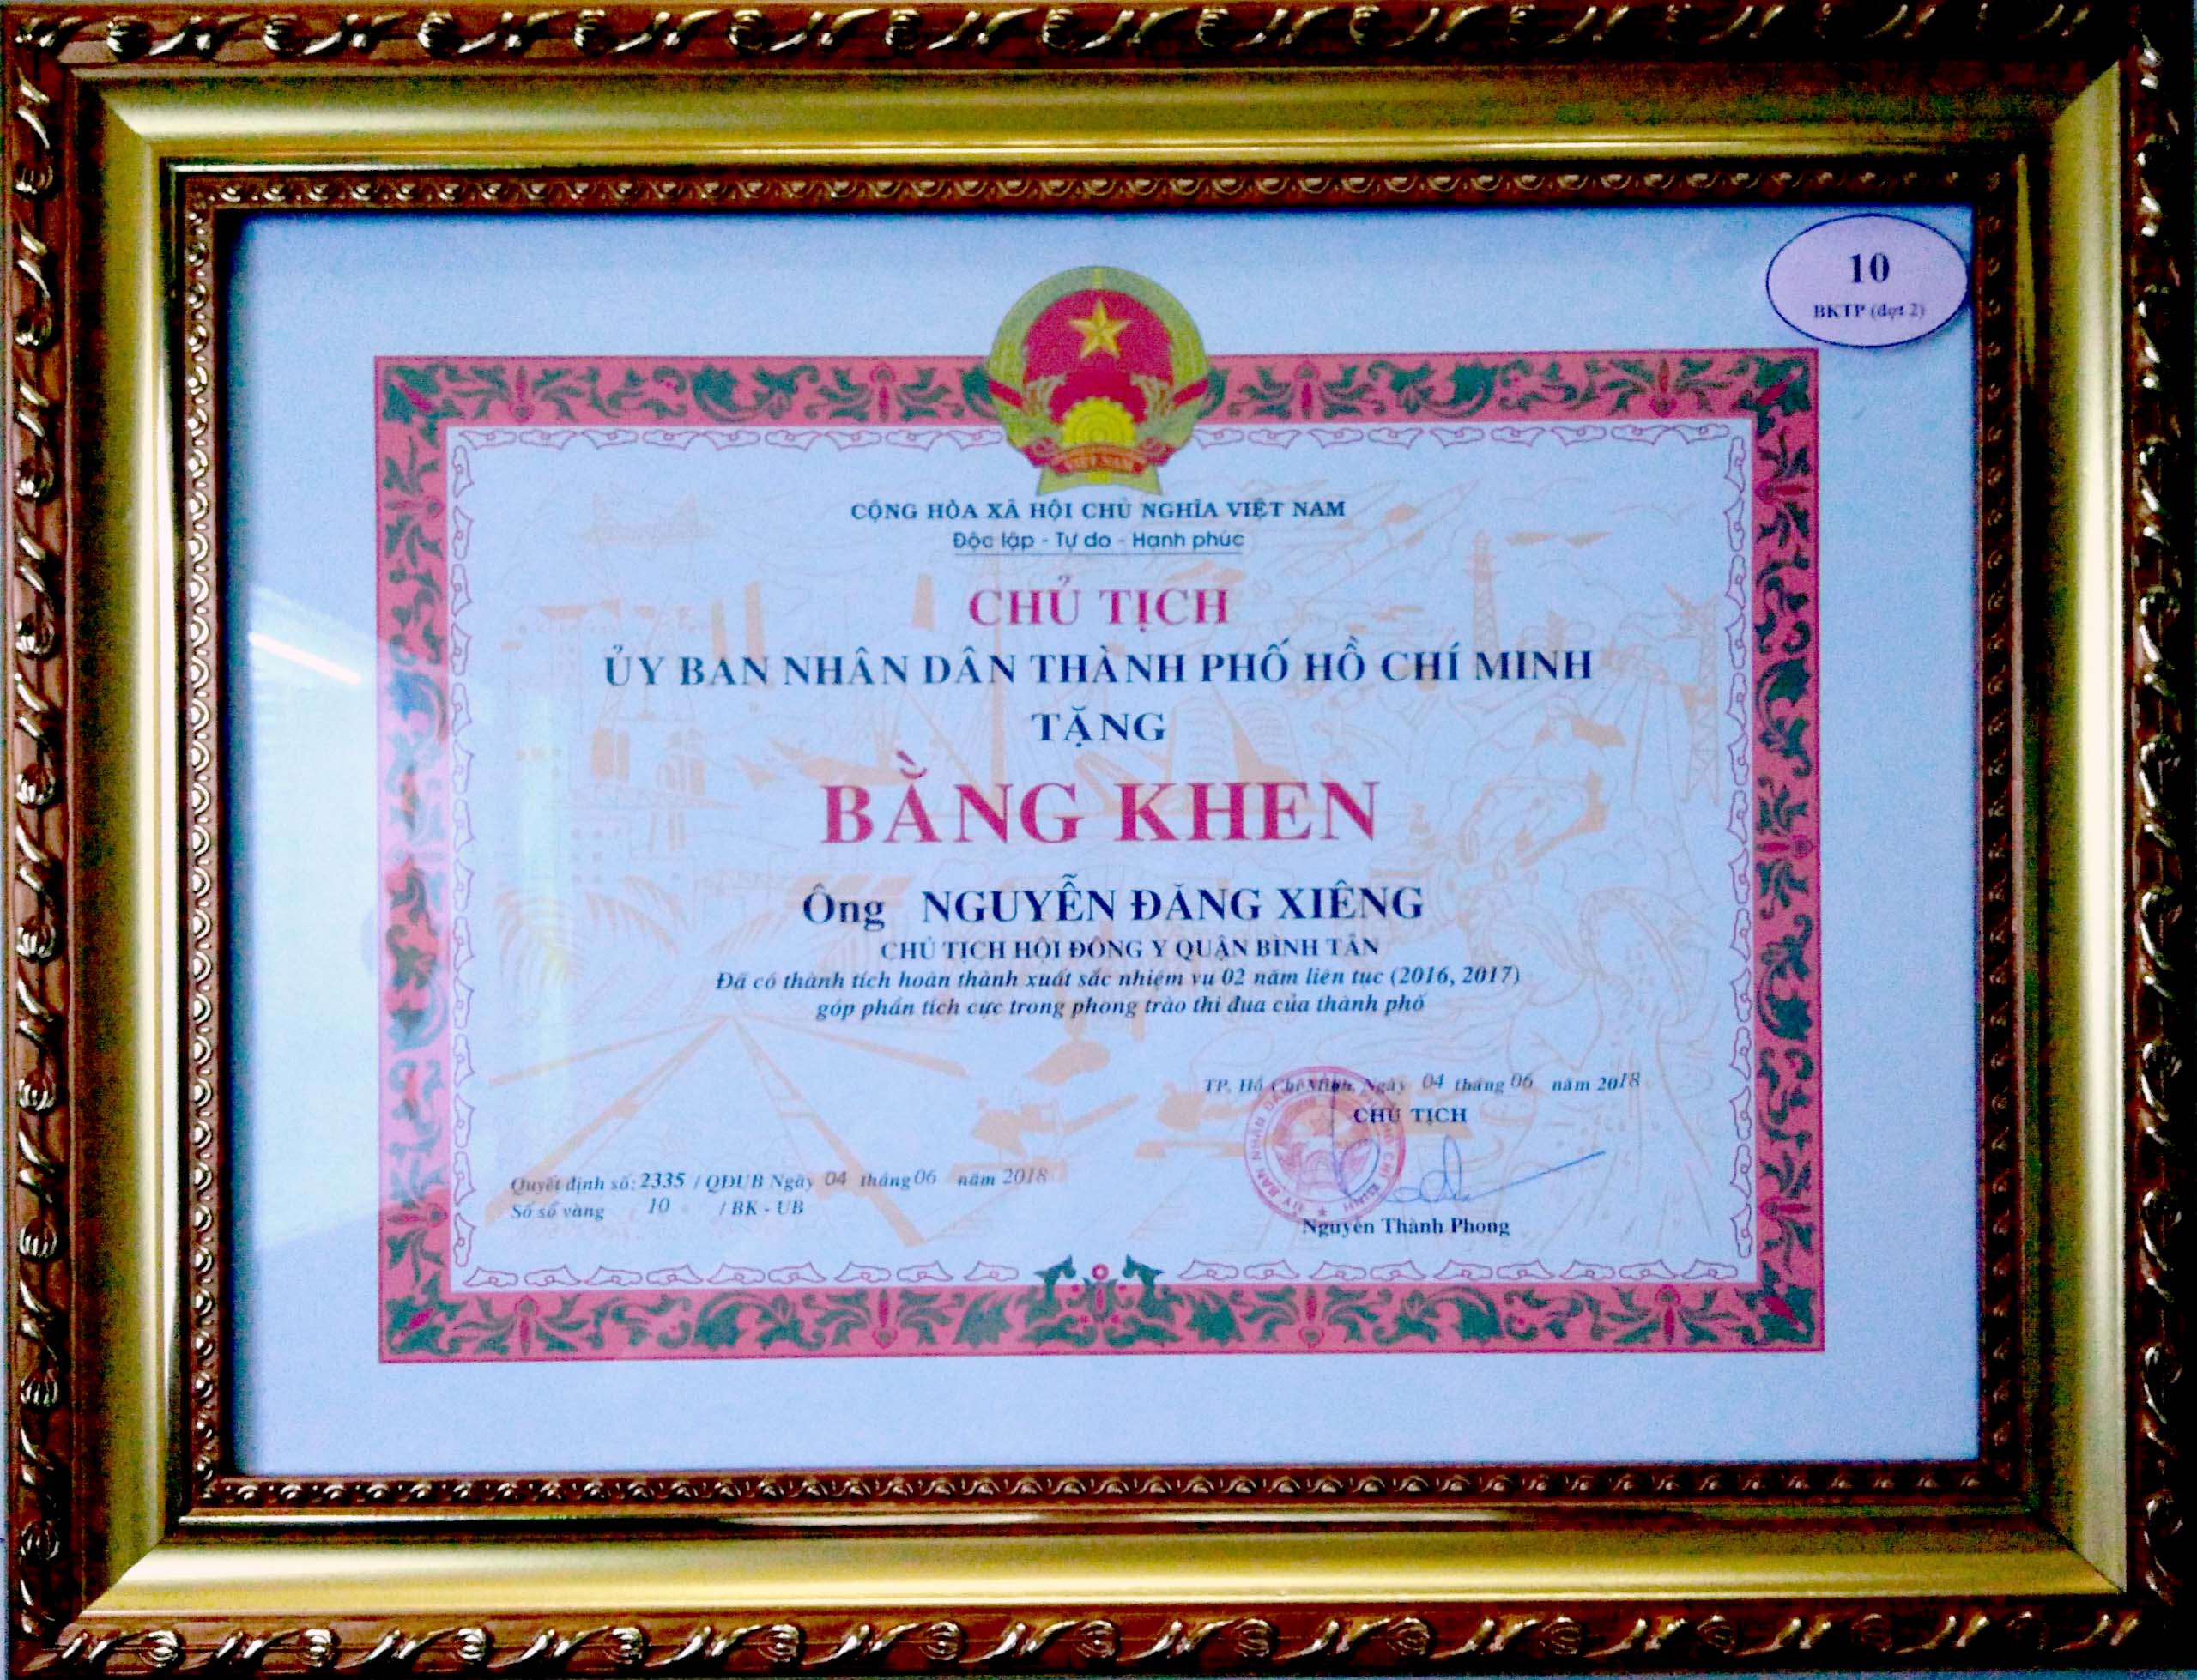 10
BKTP (đợt 2)
VIỆT NAM
CỘNG HÒA XÃ HỘI CHỦ NGHĨA VIỆT NAM
Độc lập - Tự do - Hạnh phúc
CHỦ TỊCH
ỦY BAN NHÂN DÂN THÀNH PHỐ HỒ CHÍ MINH
TẶNG
BẰNG KHEN
Ông NGUYỄN ĐĂNG XIÊNG
CHỦ TỊCH HỘI ĐÔNG Y QUẬN BÌNH TÂN
Đã có thành tích hoàn thành xuất sắc nhiệm vụ 02 năm liên tục (2016, 2017)
góp phần tích cực trong phong trào thi đua của thành phố
TP. Hồ Chí Minh, Ngày 04 tháng 06 năm 2018
CHỦ TỊCH
Quyết định số: 2335 / QĐUB Ngày 04 tháng 06 năm 2018
Số sổ vàng 10 / BK - UB
Nguyễn Thành Phong